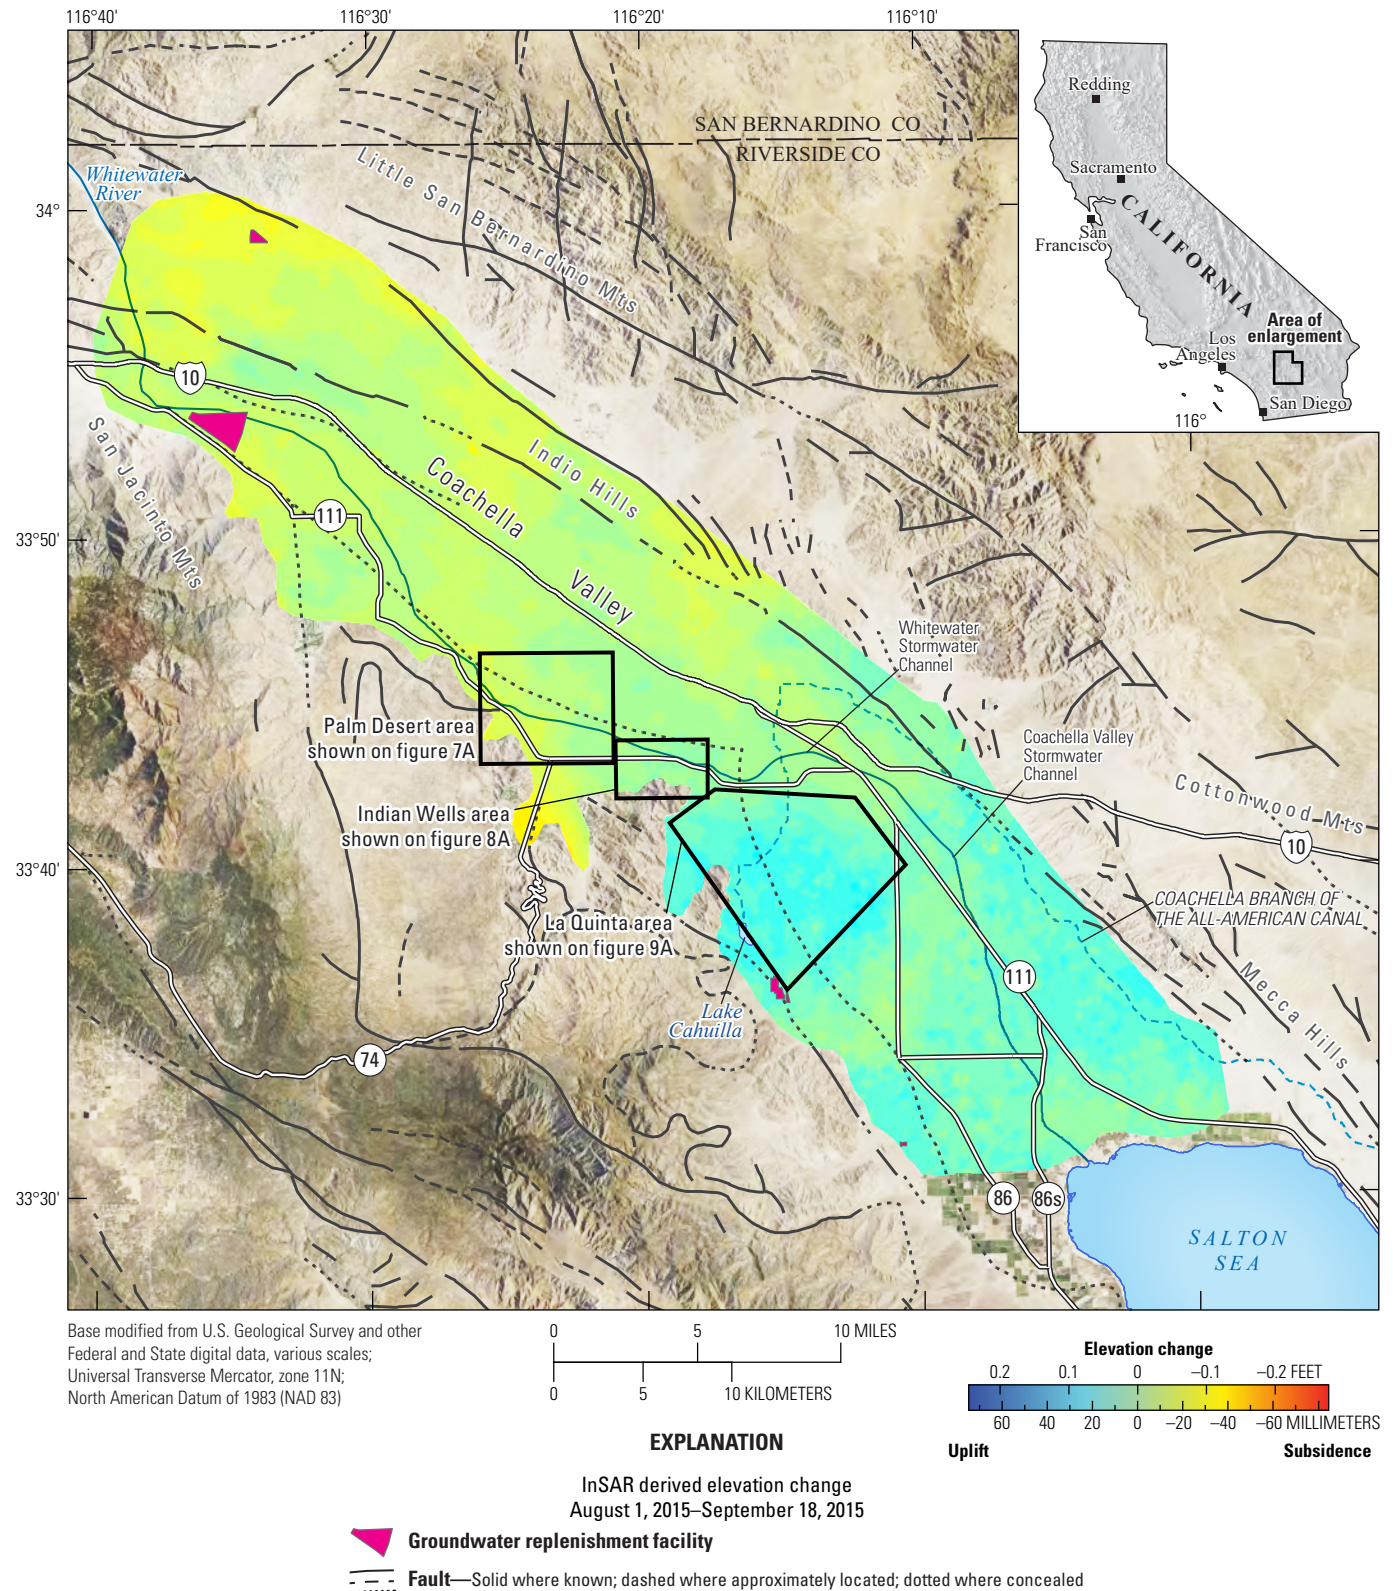 116°40'
116°30'
116°20'
116°10'
Redding
SAN BERNARDINO CO
RIVERSIDE CO
Little San Bernardino Mts
Sacramento
Whitewater
River
CALIFORNIA
34°
San
Francisco
Area of
enlargement
Los
Angeles
10
San Diego
116°
San Jacinto Mts
Indio Hills
Coachella
Valley
111
33°50'
Whitewater
Stormwater
Channel
Palm Desert area
shown on figure 7A
Coachella Valley
Stormwater
Channel
Cottonwood Mts
Indian Wells area
shown on figure 8A
10
33°40'
COACHELLA BRANCH OF
THE ALL-AMERICAN CANAL
La Quinta area
shown on figure 9A
111
Mecca Hills
Lake
Cahuilla
74
33°30'
86
86s
SALTON
SEA
Base modified from U.S. Geological Survey and other
Federal and State digital data, various scales;
Universal Transverse Mercator, zone 11N;
North American Datum of 1983 (NAD 83)
0 5 10 MILES
0 5 10 KILOMETERS
Elevation change
0.2 0.1 0 –0.1 –0.2 FEET
60 40 20 0 –20 –40 –60 MILLIMETERS
Uplift Subsidence
EXPLANATION
InSAR derived elevation change
August 1, 2015–September 18, 2015
Groundwater replenishment facility
Fault—Solid where known; dashed where approximately located; dotted where concealed